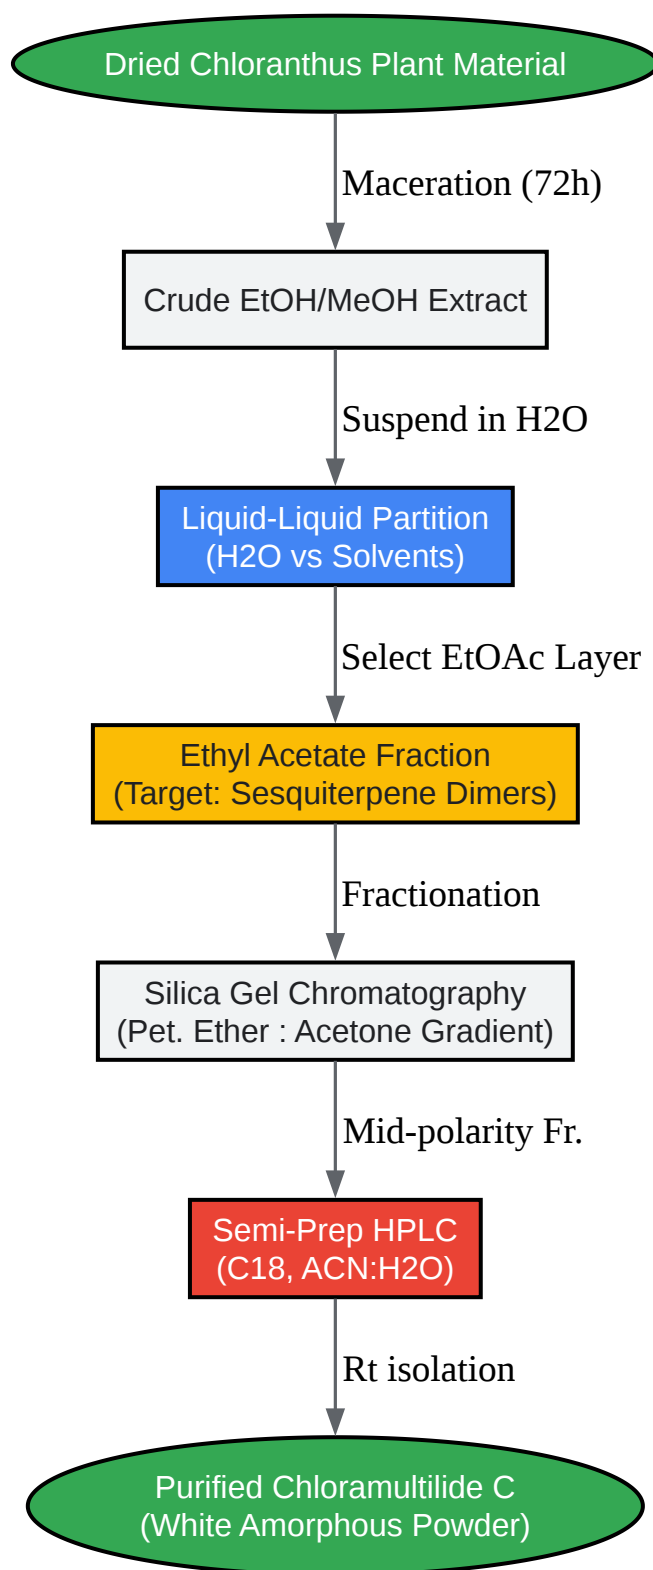 Dried Chloranthus Plant Material
Maceration (72h)
Crude EtOH/MeOH Extract
Suspend in H2O
Liquid-Liquid Partition
(H2O vs Solvents)
Select EtOAc Layer
Ethyl Acetate Fraction
(Target: Sesquiterpene Dimers)
Fractionation
Silica Gel Chromatography
(Pet. Ether : Acetone Gradient)
Mid-polarity Fr.
Semi-Prep HPLC
(C18, ACN:H2O)
Rt isolation
Purified Chloramultilide C
(White Amorphous Powder)